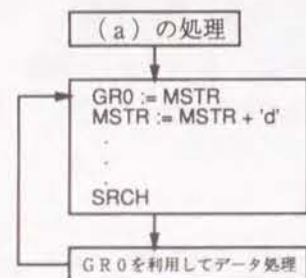 (a)の処理
GR0 := MSTR
MSTR := MSTR + 'd'
.
.
.
SRCH
GR0を利用してデータ処理